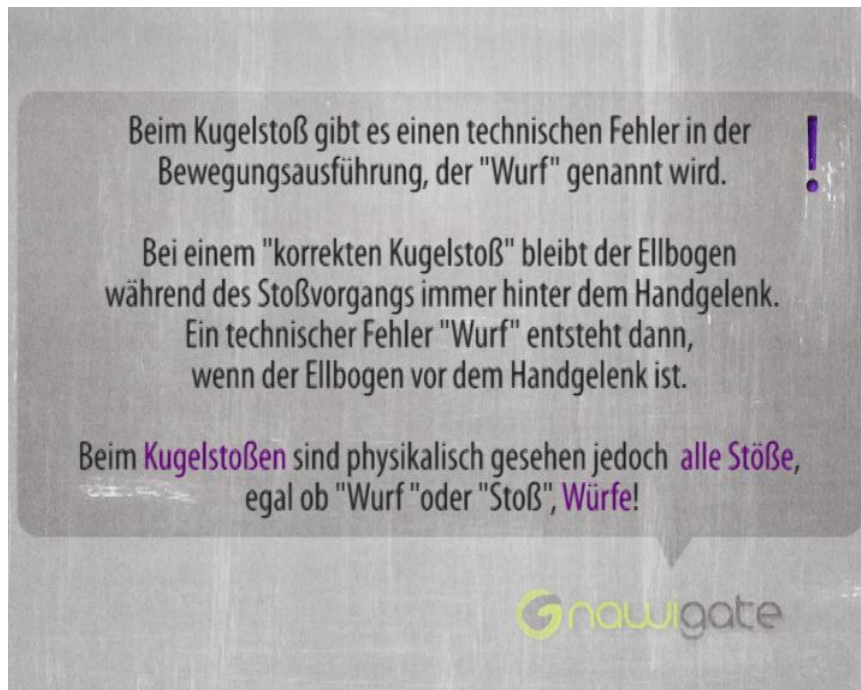 Beim Kugelstoß gibt es einen technischen Fehler in der
Bewegungsausführung, der "Wurf" genannt wird.
!
Bei einem "korrekten Kugelstoß" bleibt der Ellbogen
während des Stoßvorgangs immer hinter dem Handgelenk.
Ein technischer Fehler "Wurf" entsteht dann,
wenn der Ellbogen vor dem Handgelenk ist.
Beim Kugelstoßen sind physikalisch gesehen jedoch alle Stöße,
egal ob "Wurf "oder "Stoß", Würfe!
Gnawigate